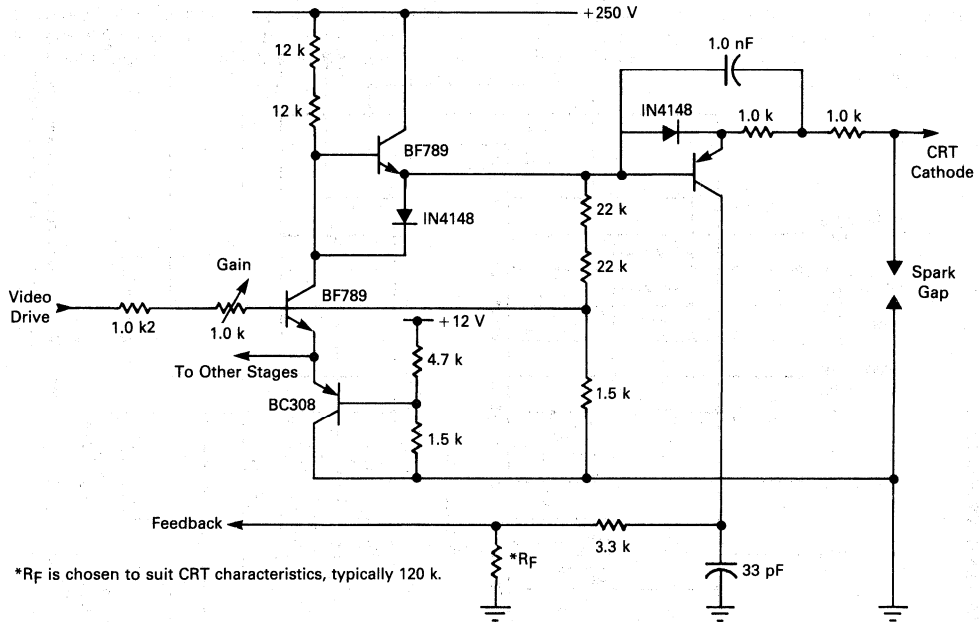 +250 V
12 k
12 k
BF789
IN4148
1.0 nF
IN4148
1.0 k
1.0 k
CRT
Cathode
22 k
22 k
Gain
Video
Drive
1.0 k2
1.0 k
BF789
+12 V
To Other Stages
4.7 k
BC308
1.5 k
1.5 k
Spark
Gap
Feedback
3.3 k
*RF
33 pF
*RF is chosen to suit CRT characteristics, typically 120 k.